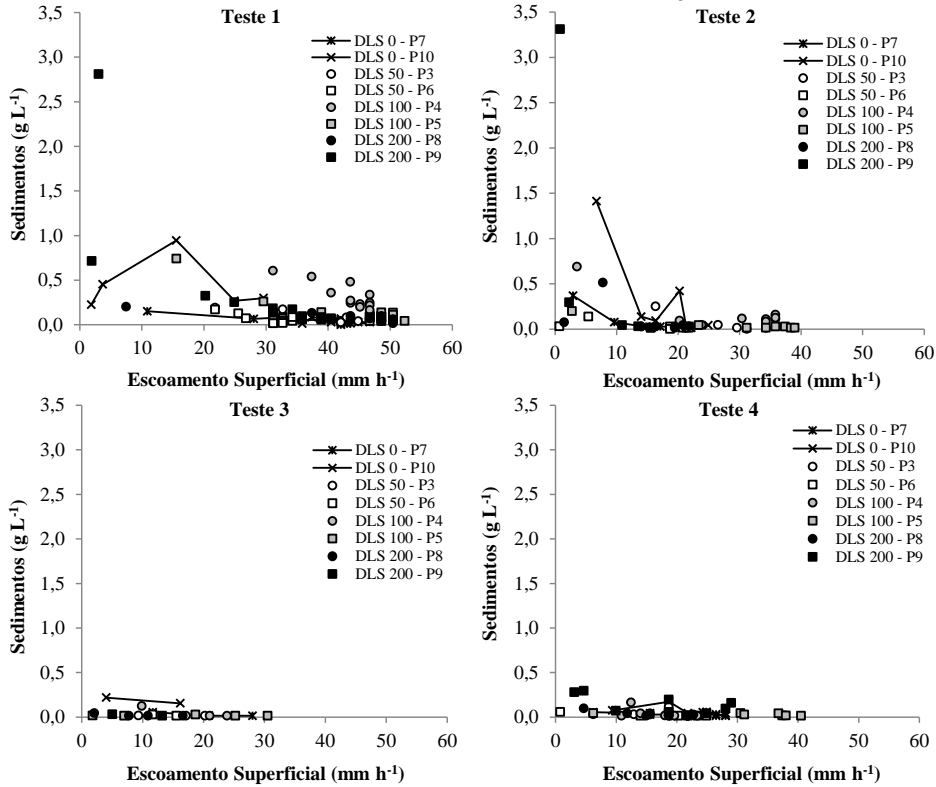 Teste 1
3,5
3,0
2,5
2,0
1,5
1,0
0,5
0,0
Sedimentos (g L-1)
DLS 0 - P7
DLS 0 - P10
DLS 50 - P3
DLS 50 - P6
DLS 100 - P4
DLS 100 - P5
DLS 200 - P8
DLS 200 - P9
0 10 20 30 40 50 60
Escoamento Superficial (mm h-1)
Teste 2
3,5
3,0
2,5
2,0
1,5
1,0
0,5
0,0
Sedimentos (g L-1)
DLS 0 - P7
DLS 0 - P10
DLS 50 - P3
DLS 50 - P6
DLS 100 - P4
DLS 100 - P5
DLS 200 - P8
DLS 200 - P9
0 10 20 30 40 50 60
Escoamento Superficial (mm h-1)
Teste 3
3,5
3,0
2,5
2,0
1,5
1,0
0,5
0,0
Sedimentos (g L-1)
DLS 0 - P7
DLS 0 - P10
DLS 50 - P3
DLS 50 - P6
DLS 100 - P4
DLS 100 - P5
DLS 200 - P8
DLS 200 - P9
0 10 20 30 40 50 60
Escoamento Superficial (mm h-1)
Teste 4
3,5
3,0
2,5
2,0
1,5
1,0
0,5
0,0
Sedimentos (g L-1)
DLS 0 - P7
DLS 0 - P10
DLS 50 - P3
DLS 50 - P6
DLS 100 - P4
DLS 100 - P5
DLS 200 - P8
DLS 200 - P9
0 10 20 30 40 50 60
Escoamento Superficial (mm h-1)